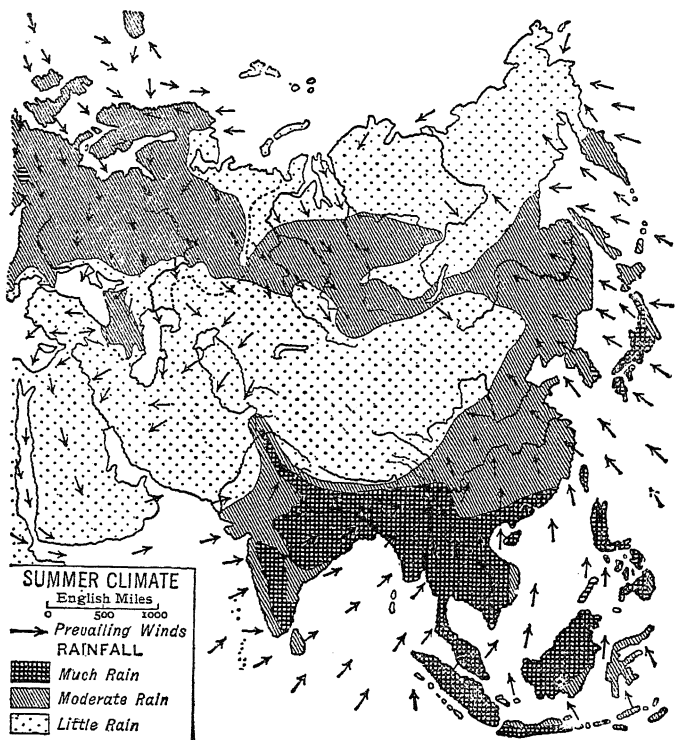 SUMMER CLIMATE
English Miles
0 500 1000
Prevailing Winds
RAINFALL
Much Rain
Moderate Rain
Little Rain